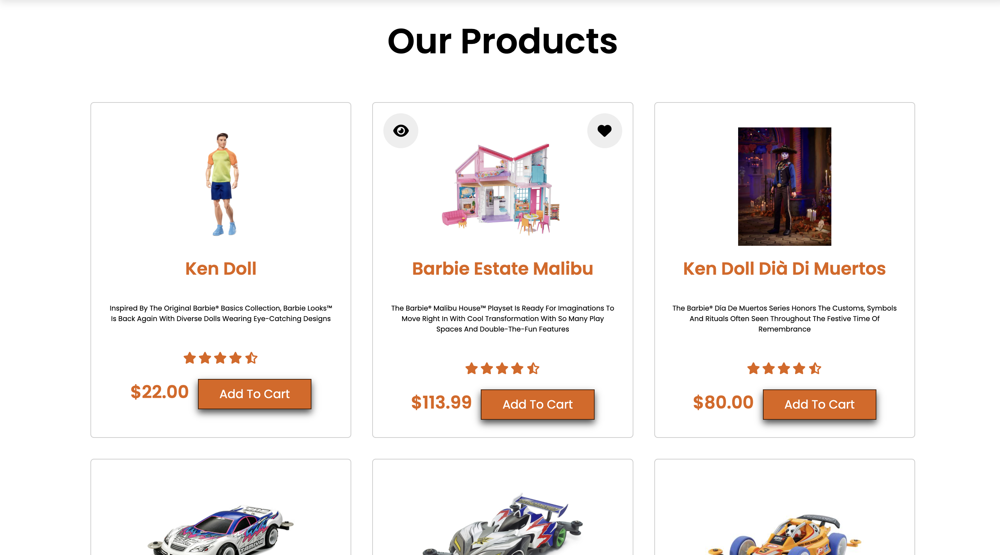 Our Products
Ken Doll
Inspired By The Original Barbie® Basics Collection, Barbie Looks™
Is Back Again With Diverse Dolls Wearing Eye-Catching Designs
$22.00
Add To Cart
Barbie Estate Malibu
The Barbie® Malibu House™ Playset Is Ready For Imaginations To
Move Right In With Cool Transformation With So Many Play
Spaces And Double-The-Fun Features
$113.99
Add To Cart
Ken Doll Dià Di Muertos
The Barbie® Día De Muertos Series Honors The Customs, Symbols
And Rituals Often Seen Throughout The Festive Time Of
Remembrance
$80.00
Add To Cart
TAMIYA
3
3